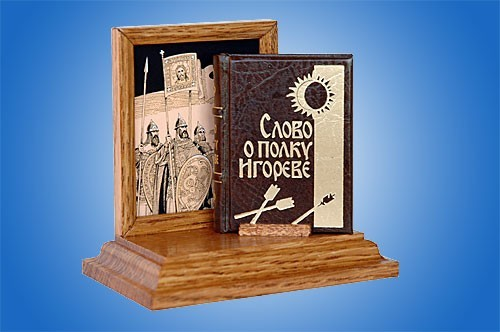 Слово
о полку
Игореве